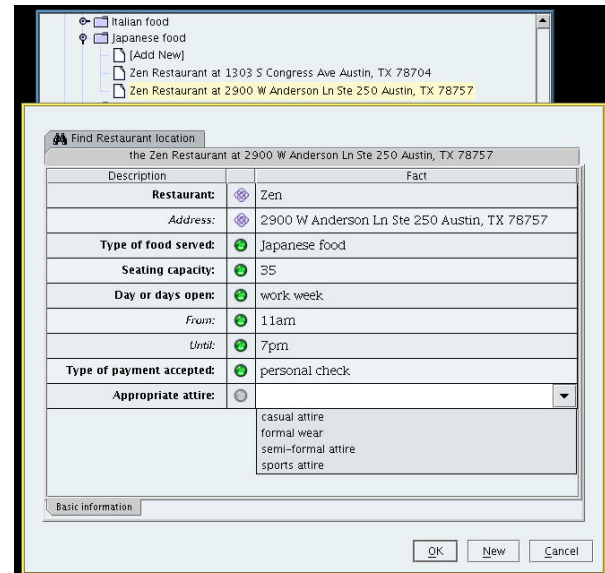 Italian food
Japanese food
[Add New]
Zen Restaurant at 1303 S Congress Ave Austin, TX 78704
Zen Restaurant at 2900 W Anderson Ln Ste 250 Austin, TX 78757
Find Restaurant location
the Zen Restaurant at 2900 W Anderson Ln Ste 250 Austin, TX 78757
Description Fact
Restaurant: Zen
Address: 2900 W Anderson Ln Ste 250 Austin, TX 78757
Type of food served: Japanese food
Seating capacity: 35
Day or days open: work week
From: 11am
Until: 7pm
Type of payment accepted: personal check
Appropriate attire:
casual attire
formal wear
semi-formal attire
sports attire
Basic information
OK New Cancel